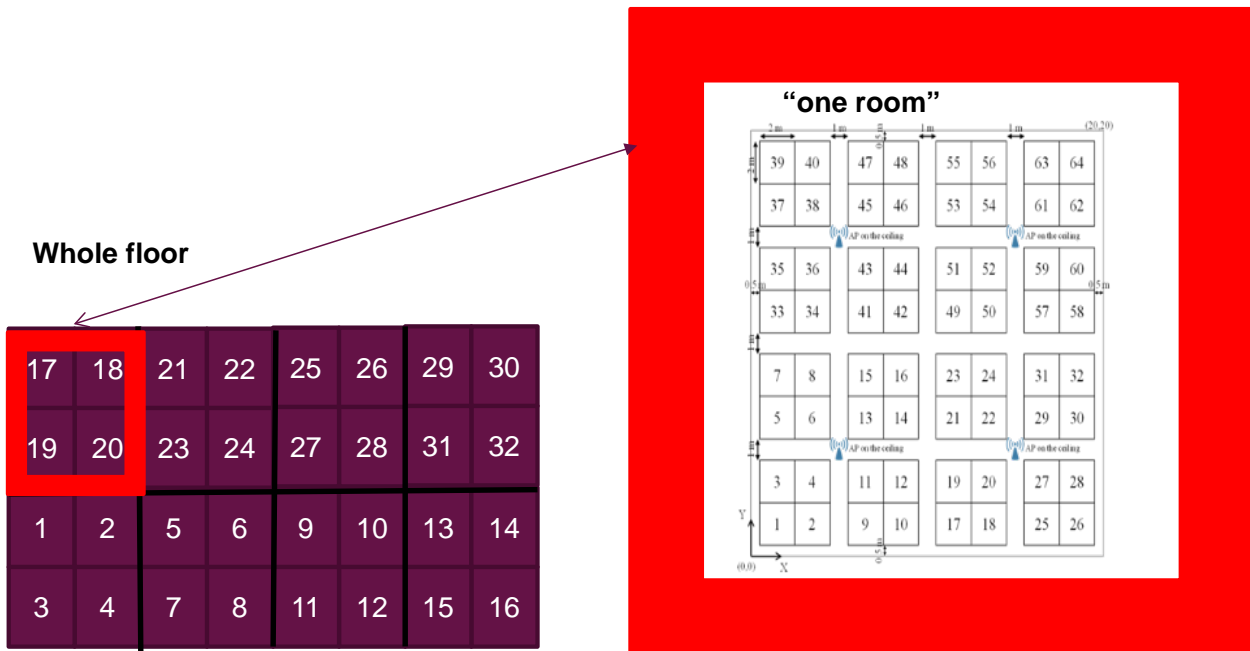 “one room”
2 m 1 m 0.5 m 1 m 1 m (20,20)
2 m
39 40 47 48 55 56 63 64
37 38 45 46 53 54 61 62
1 m AP on the ceiling AP on the ceiling
Whole floor
35 36 43 44 51 52 59 60
0.5 m 0.5 m
33 34 41 42 49 50 57 58
1 m
7 8 15 16 23 24 31 32
5 6 13 14 21 22 29 30
1 m AP on the ceiling AP on the ceiling
3 4 11 12 19 20 27 28
Y
1 2 9 10 17 18 25 26
(0,0) X 0.5 m
17 18 21 22 25 26 29 30
19 20 23 24 27 28 31 32
1 2 5 6 9 10 13 14
3 4 7 8 11 12 15 16